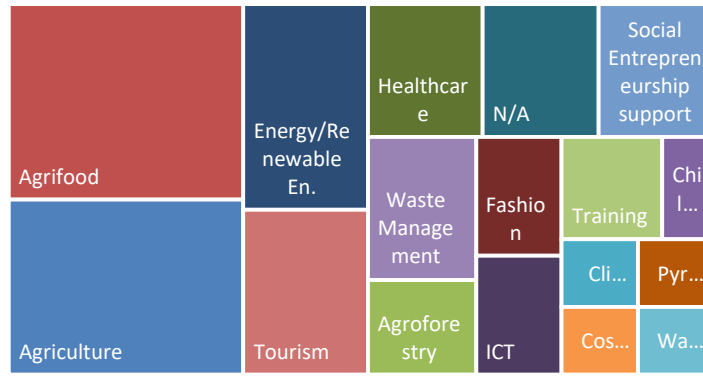 Agrifood
Agriculture
Energy/Re
newable
En.
Tourism
Healthcar
e
N/A
Social
Entrepren
eurship
support
Waste
Manage
ment
Agrofore
stry
Fashio
n
ICT
Training
Chi
l...
Cli...
Pyr...
Cos...
Wa...